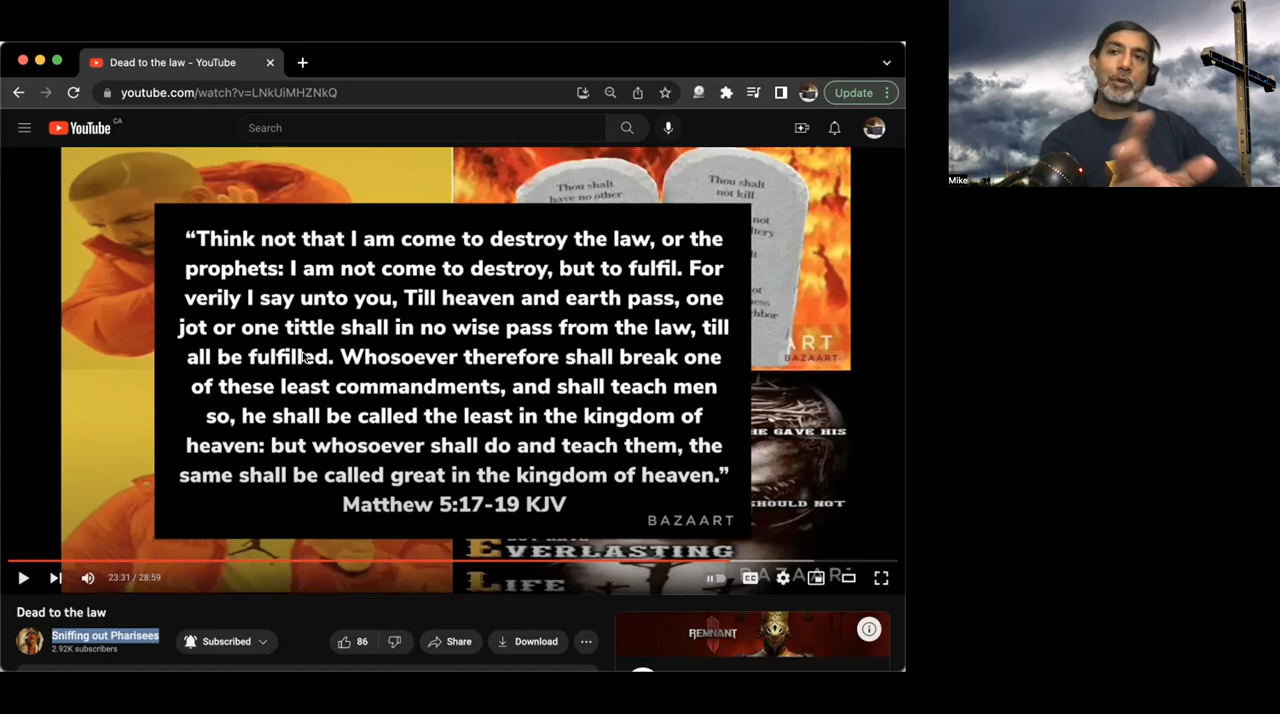 Dead to the law - YouTube
youtube.com/watch?v=LNkUiMHZNkQ
Update
YouTube CA
Search
Thou shalt
have no other
Thou shalt
not kill
“Think not that I am come to destroy the law, or the
prophets: I am not come to destroy, but to fulfil. For
verily I say unto you, Till heaven and earth pass, one
jot or one tittle shall in no wise pass from the law, till
all be fulfilled. Whosoever therefore shall break one
of these least commandments, and shall teach men
so, he shall be called the least in the kingdom of
heaven: but whosoever shall do and teach them, the
same shall be called great in the kingdom of heaven.”
Matthew 5:17-19 KJV
BAZAART
BAZAART
GAVE HIS
SHOULD NOT
EVERLASTING
LIFE
23:31 / 28:59
CC
Dead to the law
Sniffing out Pharisees
2.92K subscribers
Subscribed
86
Share
Download
REMNANT
Mike